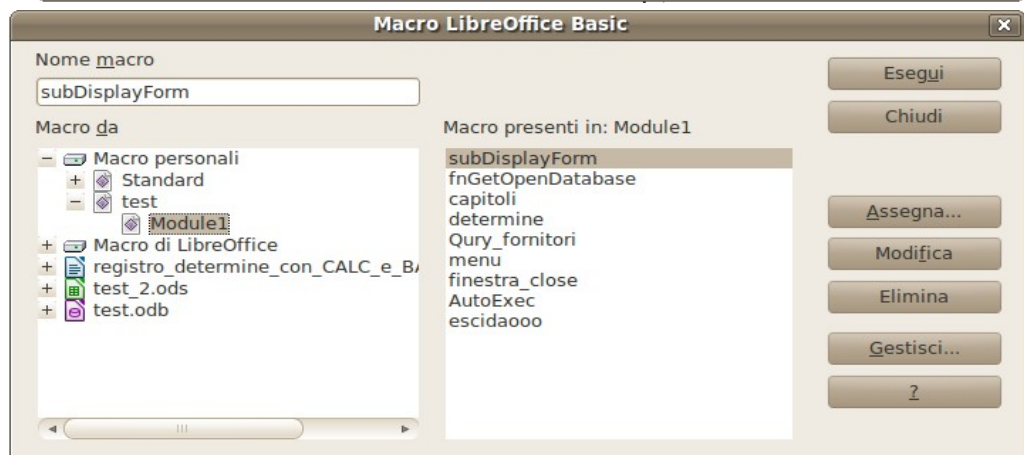 Macro LibreOffice Basic
Nome macro
subDisplayForm
Macro da
Macro personali
Standard
test
Module1
Macro di LibreOffice
registro_determine_con_CALC_e_BA
test_2.ods
test.odb
Macro presenti in: Module1
subDisplayForm
fnGetOpenDatabase
capitoli
determine
Qury_fornitori
menu
finestra_close
AutoExec
escidaooo
Esegui
Chiudi
Assegna...
Modifica
Elimina
Gestisci...
?